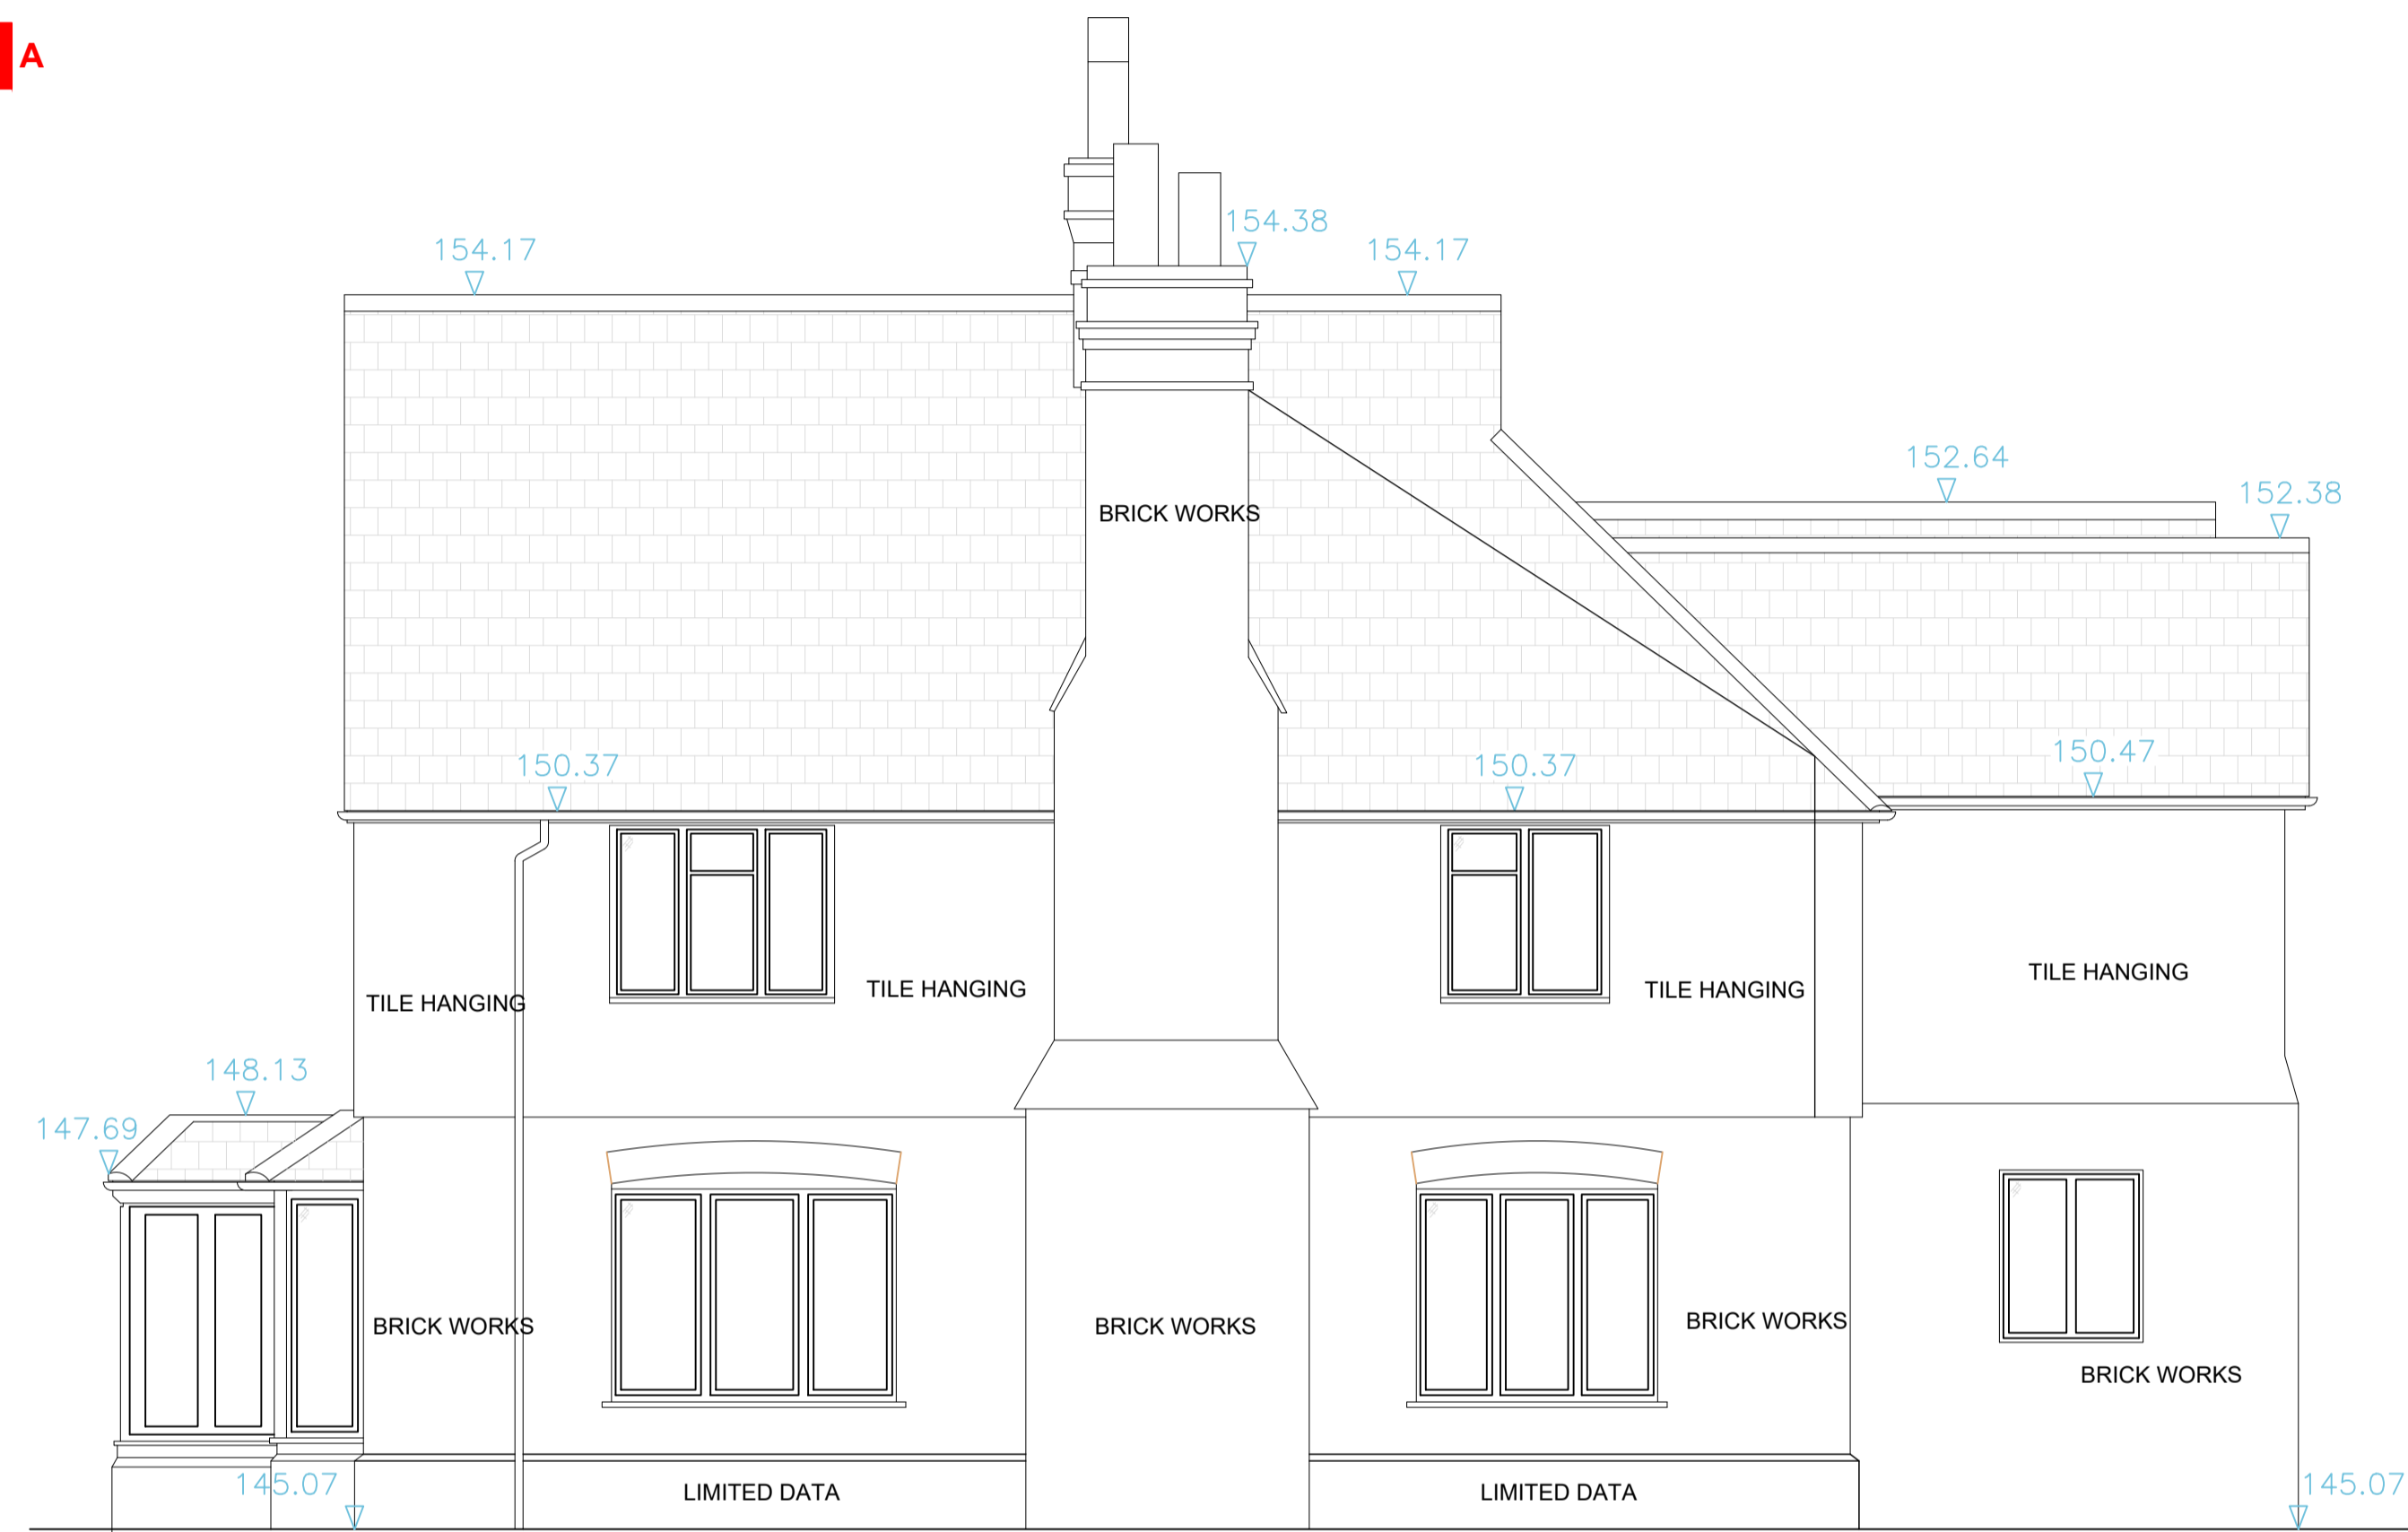 A
154.38
154.17
154.17
152.64
152.38
BRICK WORKS
150.37
150.37
150.47
TILE HANGING
TILE HANGING
TILE HANGING
TILE HANGING
148.13
147.69
BRICK WORKS
BRICK WORKS
BRICK WORKS
BRICK WORKS
145.07
LIMITED DATA
LIMITED DATA
145.07